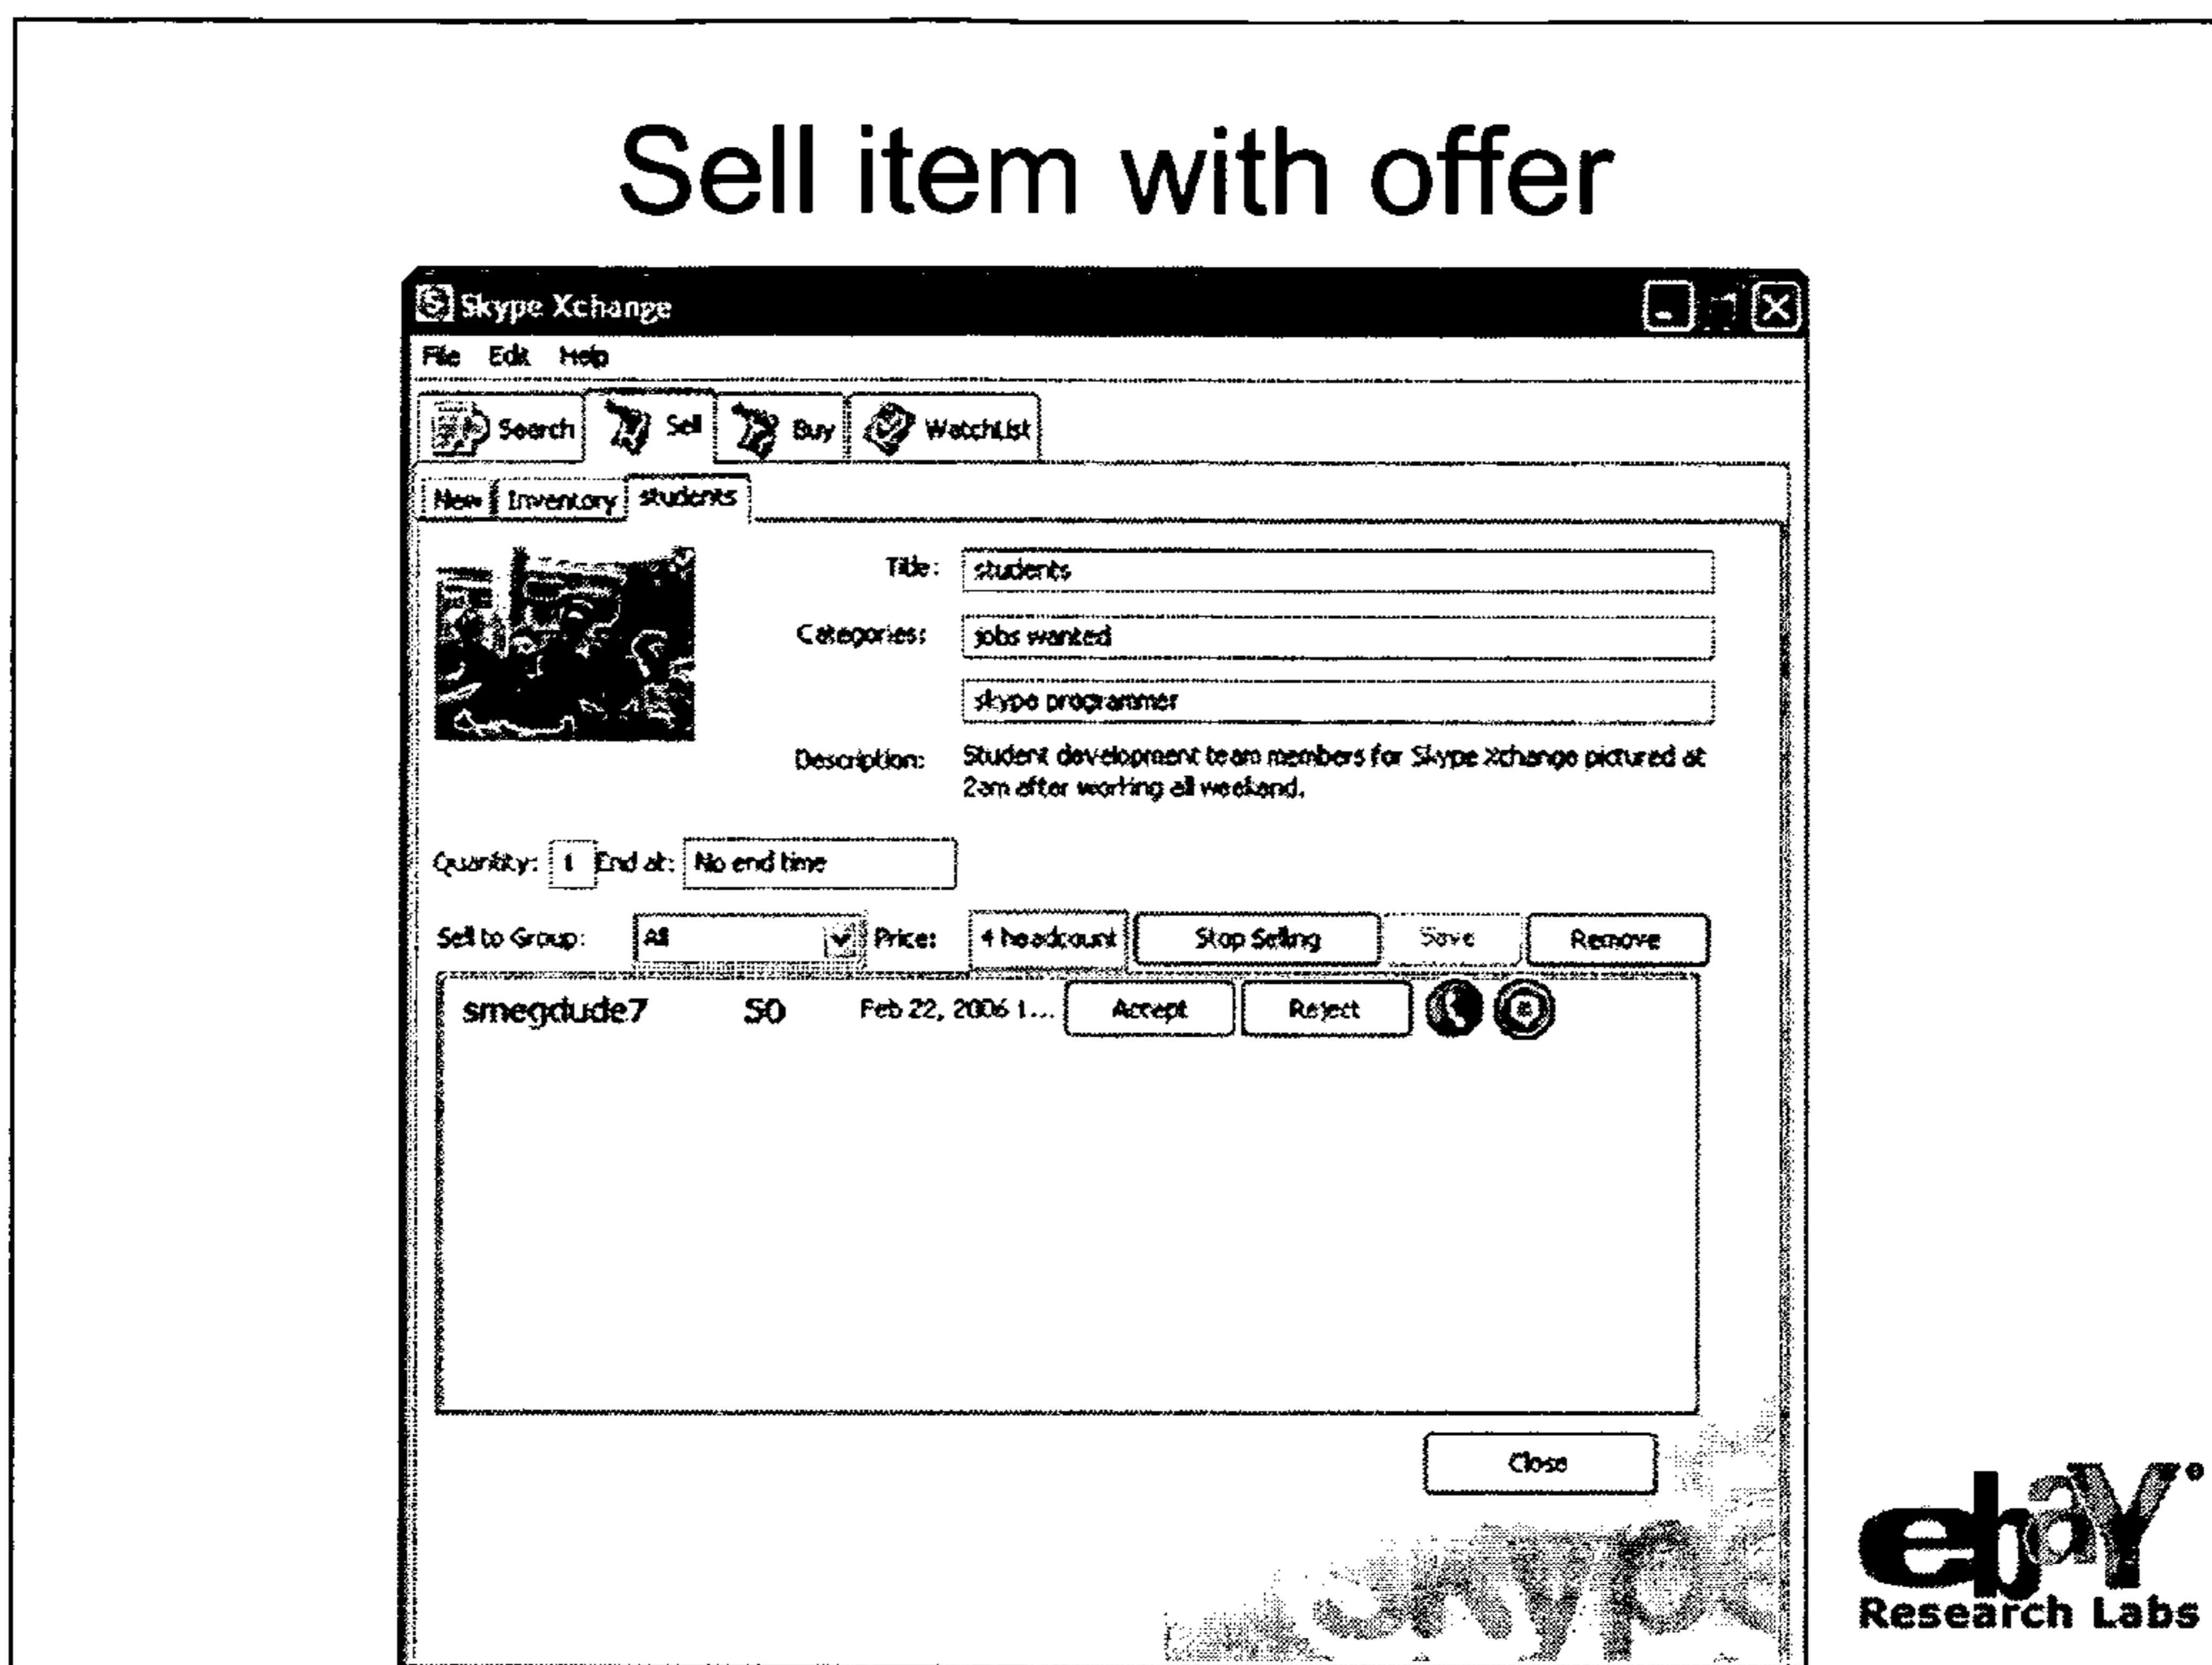 Sell item with offer
Skype Xchange
File Edit Help
Search Sell Buy WatchList
New Inventory students
Title: students
Categories: jobs wanted
skype programmer
Description: Student development team members for Skype Xchange pictured at
2am after working all weekend.
Quantity: 1 End at: No end time
Sell to Group: All Price: 4 headcount Stop Selling Save Remove
smegdude7 50 Feb 22, 2006 1... Accept Reject
Close
skype
ebaY
Research Labs